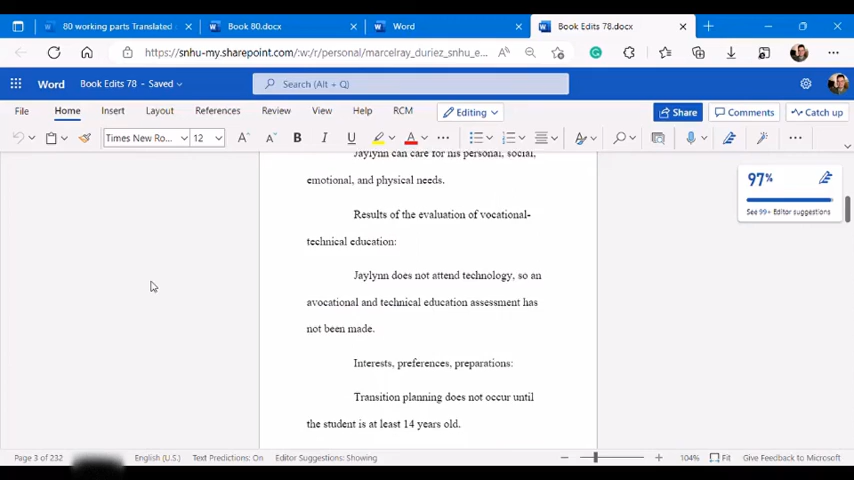 80 working parts Translated
Book 80.docx
Word
Book Edits 78.docx
https://snhu-my.sharepoint.com/:w:/r/personal/marcelray_duriez_snhu_e...
Word
Book Edits 78 - Saved
Search (Alt + Q)
File
Home
Insert
Layout
References
Review
View
Help
RCM
Editing
Share
Comments
Catch up
Times New Ro...
12
Jaylynn can care for his personal, social,
emotional, and physical needs.
Results of the evaluation of vocational-
technical education:
Jaylynn does not attend technology, so an
avocational and technical education assessment has
not been made.
Interests, preferences, preparations:
Transition planning does not occur until
the student is at least 14 years old.
97%
See 99+ Editor suggestions
Page 3 of 232
English (U.S.)
Text Predictions: On
Editor Suggestions: Showing
104%
Fit
Give Feedback to Microsoft